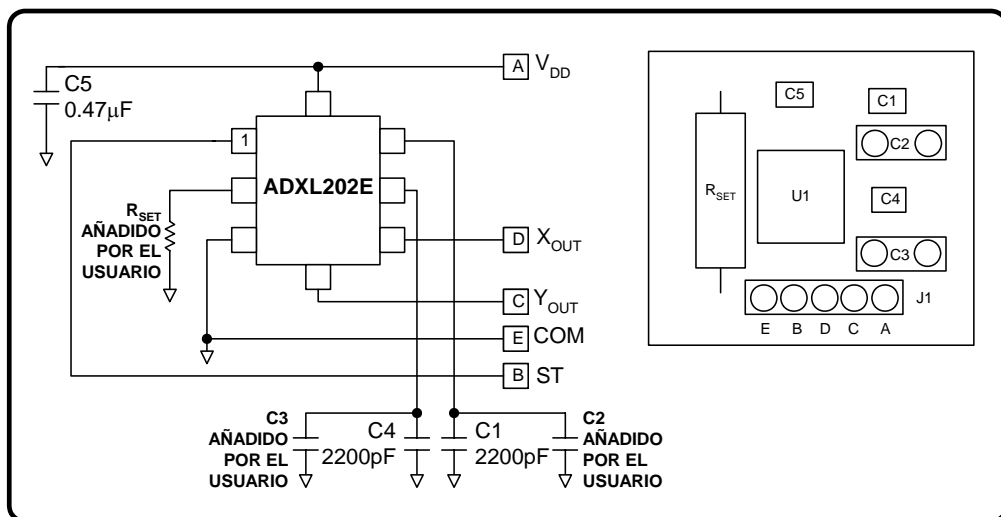 C5
0.47µF
A V_DD
1
ADXL202E
R_SET
AÑADIDO
POR EL
USUARIO
D X_OUT
C Y_OUT
E COM
B ST
C3
AÑADIDO
POR EL
USUARIO
C4
2200pF
C1
2200pF
C2
AÑADIDO
POR EL
USUARIO
C5
C1
C2
R_SET
U1
C4
C3
J1
E B D C A